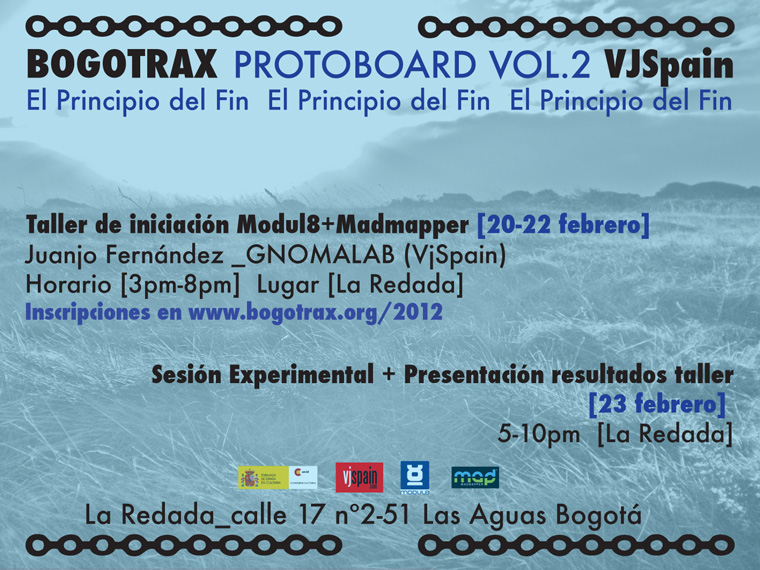 BOGOTRAX PROTOBOARD VOL.2 VJSpain
El Principio del Fin El Principio del Fin El Principio del Fin
Taller de iniciación Modul8+Madmapper [20-22 febrero]
Juanjo Fernández _GNOMALAB (VjSpain)
Horario [3pm-8pm] Lugar [La Redada]
Inscripciones en www.bogotrax.org/2012
Sesión Experimental + Presentación resultados taller
[23 febrero]
5-10pm [La Redada]
vjspain
MODUL8
mad
La Redada_calle 17 nº2-51 Las Aguas Bogotá